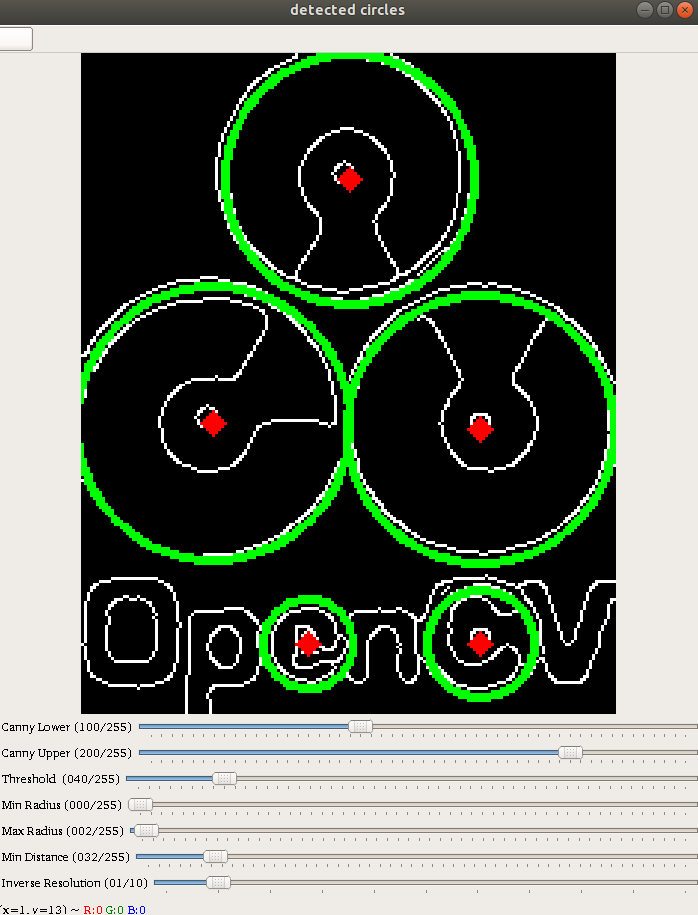 detected circles
OpenCV
Canny Lower (100/255)
Canny Upper (200/255)
Threshold (040/255)
Min Radius (000/255)
Max Radius (002/255)
Min Distance (032/255)
Inverse Resolution (01/10)
(x=1, y=13) ~ R:0 G:0 B:0